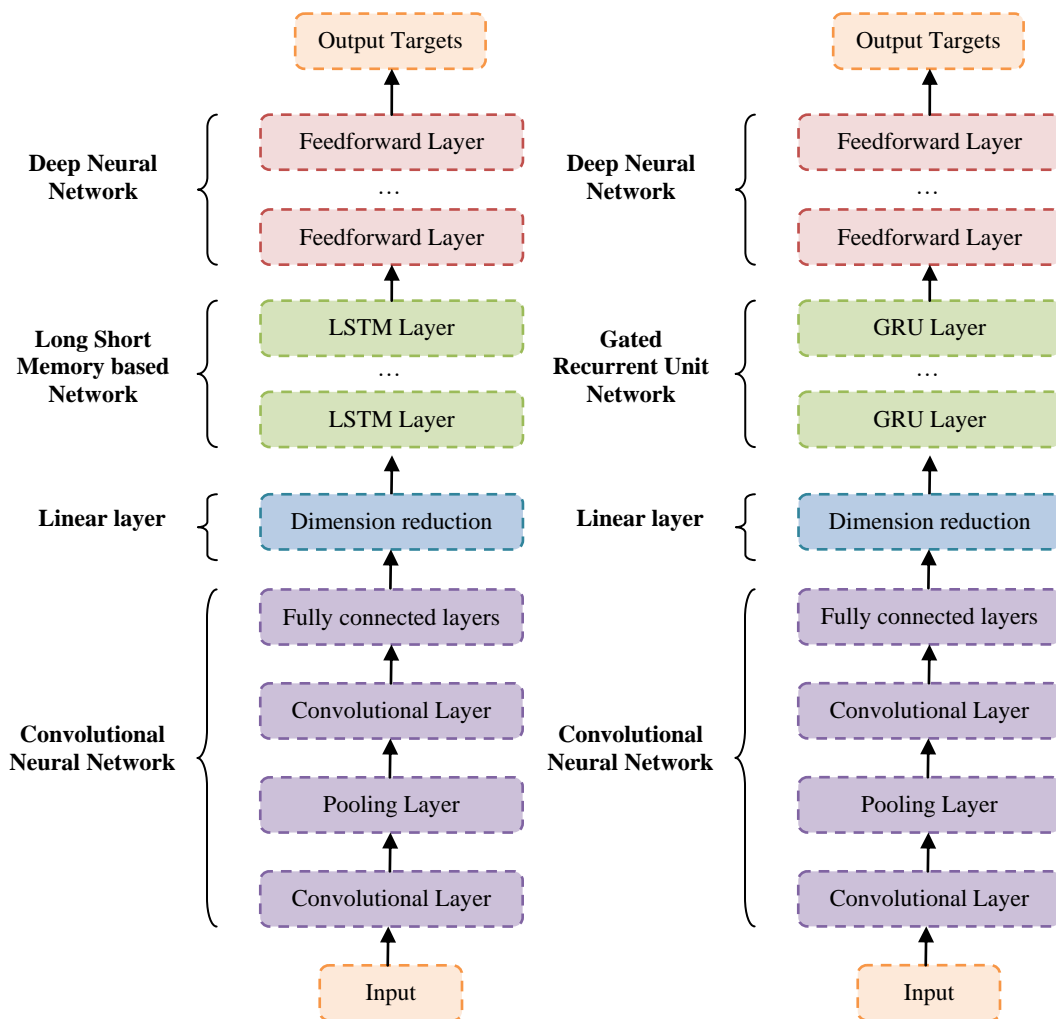 Output Targets
Deep Neural
Network
Feedforward Layer
…
Feedforward Layer
Long Short
Memory based
Network
LSTM Layer
…
LSTM Layer
Linear layer
Dimension reduction
Convolutional
Neural Network
Fully connected layers
Convolutional Layer
Pooling Layer
Convolutional Layer
Input
Output Targets
Deep Neural
Network
Feedforward Layer
…
Feedforward Layer
Gated
Recurrent Unit
Network
GRU Layer
…
GRU Layer
Linear layer
Dimension reduction
Convolutional
Neural Network
Fully connected layers
Convolutional Layer
Pooling Layer
Convolutional Layer
Input